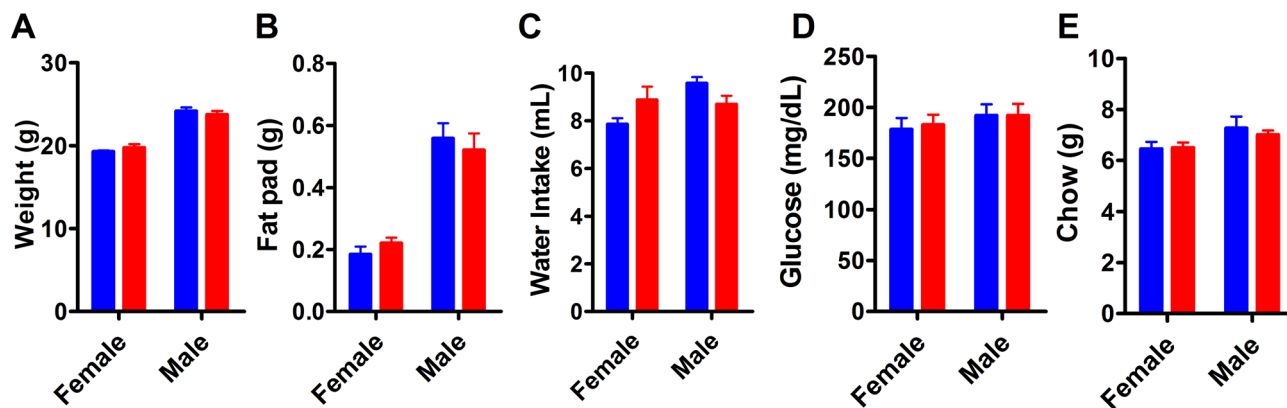 A
Weight (g)
30
20
10
0
Female
Male
B
Fat pad (g)
0.8
0.6
0.4
0.2
0.0
Female
Male
C
Water Intake (mL)
10
8
6
4
2
0
Female
Male
D
Glucose (mg/dL)
250
200
150
100
50
0
Female
Male
E
Chow (g)
10
8
6
4
2
0
Female
Male